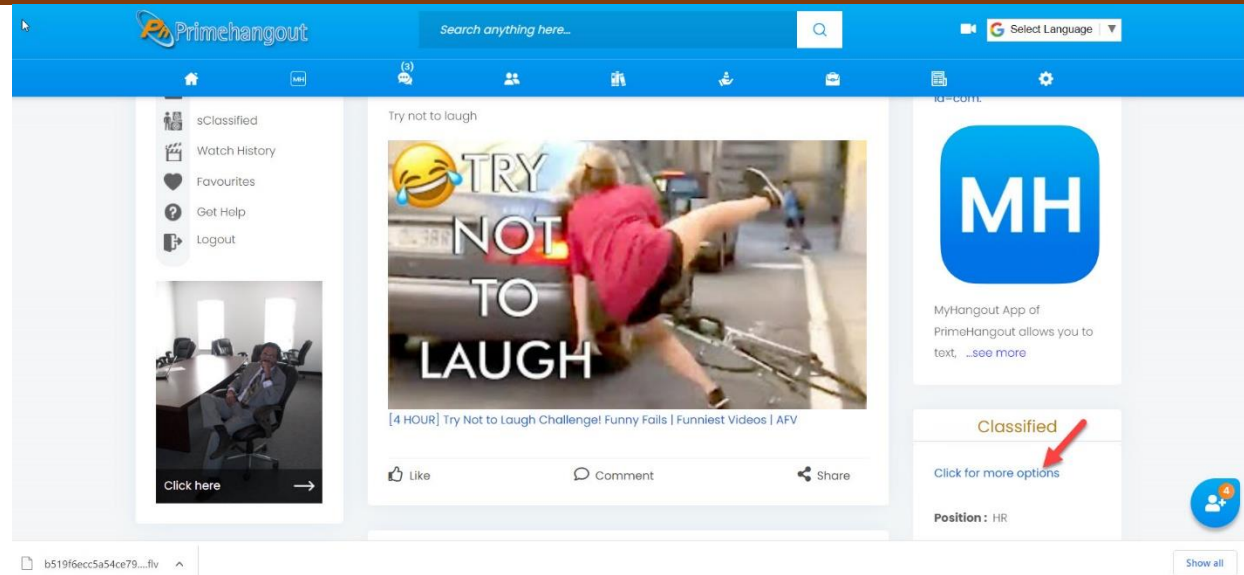 Primehangout
Search anything here...
Select Language
MH
(3)
sClassified
Watch History
Favourites
Get Help
Logout
Click here
Try not to laugh
TRY
NOT
TO
LAUGH
[4 HOUR] Try Not to Laugh Challenge! Funny Fails | Funniest Videos | AFV
Like Comment Share
id=com.
MH
MyHangout App of
PrimeHangout allows you to
text, ...see more
Classified
Click for more options
Position : HR
4
b519f6ecc5a54ce79....flv
Show all